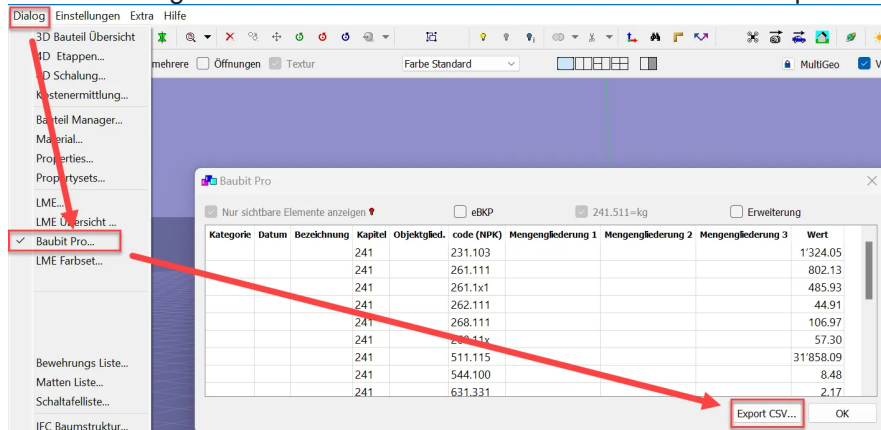 Dialog Einstellungen Extra Hilfe
3D Bauteil Übersicht
4D Etappen...
mehrere Öffnungen Textur Farbe Standard MultiGeo
Schalung...
Kostenermittlung...
Bauteil Manager...
Material...
Properties...
Propertysets...
Baubit Pro
LME...
Nur sichtbare Elemente anzeigen eBKP 241.511=kg Erweiterung
LME Übersicht ...
Baubit Pro...
LME Farbset...
Kategorie Datum Bezeichnung Kapitel Objektglied. code (NPK) Mengengliederung 1 Mengengliederung 2 Mengengliederung 3 Wert
241 231.103 1'324.05
241 261.111 802.13
241 261.1x1 485.93
241 262.111 44.91
241 268.111 106.97
241 57.30
241 511.115 31'858.09
241 544.100 8.48
241 631.331 2.17
Bewehrungs Liste...
Matten Liste...
Schaltafelliste...
Export CSV... OK
IFC Baumstruktur...